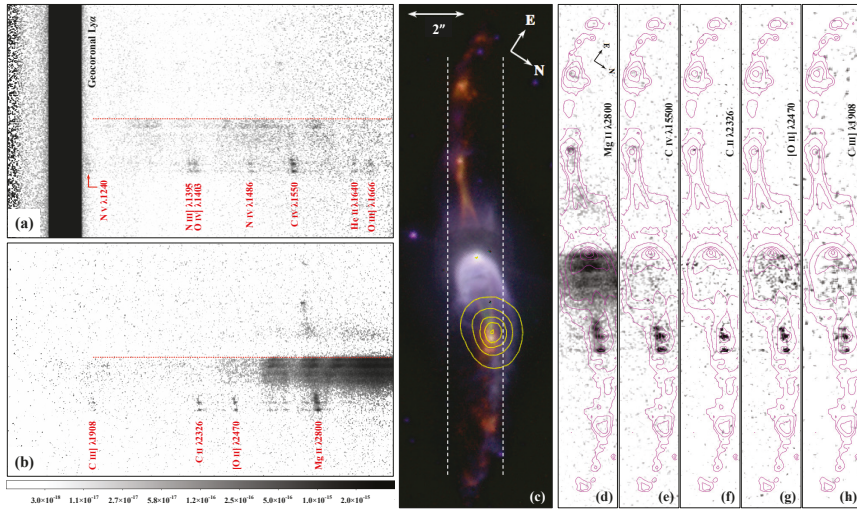 Geocoronal Lyα
N V λ1240
N III] λ1395
O IV] λ1403
N IV λ1486
C IV λ1550
He II λ1640
O III] λ1666
(a)
C III] λ1908
C II λ2326
[O II] λ2470
Mg II λ2800
(b)
3.0×10⁻¹⁸ 1.1×10⁻¹⁷ 2.7×10⁻¹⁷ 5.8×10⁻¹⁷ 1.2×10⁻¹⁶ 2.5×10⁻¹⁶ 5.0×10⁻¹⁶ 1.0×10⁻¹⁵ 2.0×10⁻¹⁵
2″
E
N
(c)
E
N
Mg II λ2800
(d)
C IV λ15500
(e)
C II λ2326
(f)
[O II] λ2470
(g)
C III] λ1908
(h)